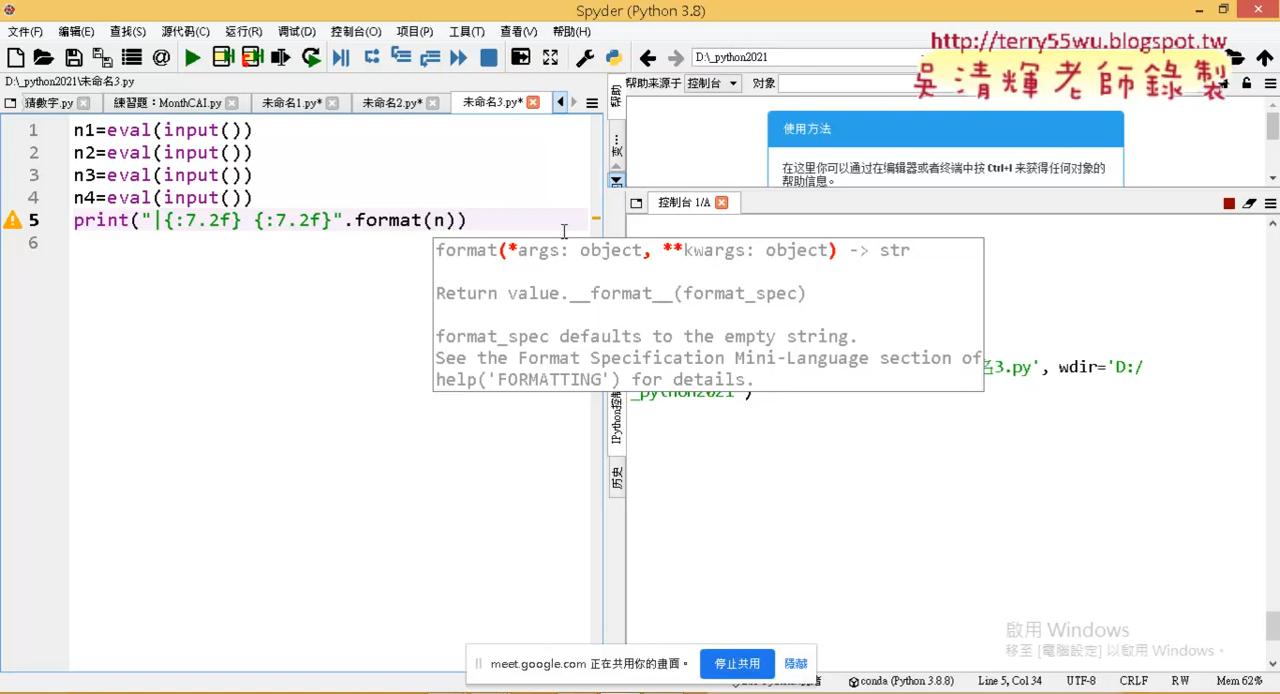 Spyder (Python 3.8)
文件(F) 编辑(E) 查找(S) 源代码(C) 运行(R) 调试(D) 控制台(O) 项目(P) 工具(T) 查看(V) 帮助(H)
D:\_python2021
http://terry55wu.blogspot.tw
吳清輝老師錄製
D:\_python2021\未命名3.py
猜數字.py 練習題:MonthCAl.py 未命名1.py* 未命名2.py* 未命名3.py*
1 n1=eval(input())
2 n2=eval(input())
3 n3=eval(input())
4 n4=eval(input())
5 print("|{:7.2f} {:7.2f}".format(n))
6
format(*args: object, **kwargs: object) -> str
Return value.__format__(format_spec)
format_spec defaults to the empty string.
See the Format Specification Mini-Language section of
help('FORMATTING') for details.
帮助来源于 控制台 对象
帮助
使用方法
在这里你可以通过在编辑器或者终端中按 Ctrl+I 来获得任何对象的
帮助信息。
控制台 1/A
名3.py', wdir='D:/
_python2021')
历史
啟用 Windows
移至 [電腦設定] 以啟用 Windows。
meet.google.com 正在共用你的畫面。 停止共用 隱藏
conda (Python 3.8.8) Line 5, Col 34 UTF-8 CRLF RW Mem 62%